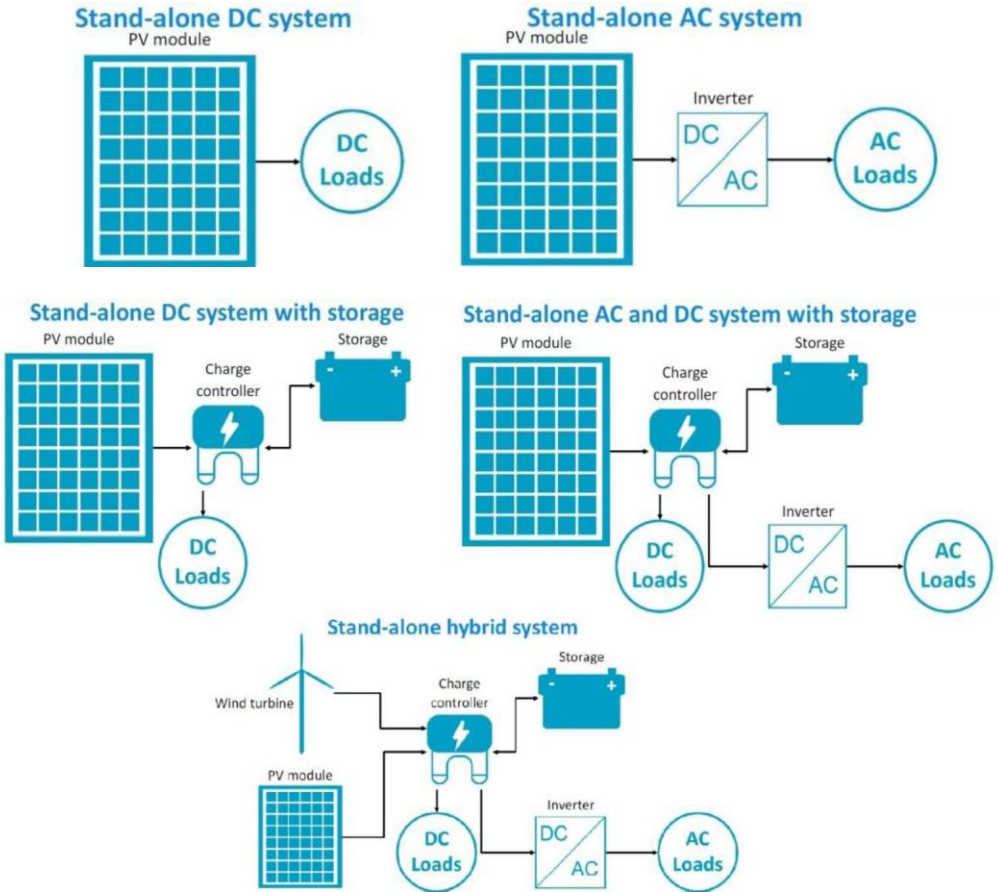 Stand-alone DC system
PV module
DC
Loads
Stand-alone AC system
PV module
Inverter
DC
AC
AC
Loads
Stand-alone DC system with storage
PV module
Charge
controller
Storage
- +
DC
Loads
Stand-alone AC and DC system with storage
PV module
Charge
controller
Storage
- +
DC
Loads
Inverter
DC
AC
AC
Loads
Stand-alone hybrid system
Wind turbine
PV module
Charge
controller
Storage
- +
DC
Loads
Inverter
DC
AC
AC
Loads